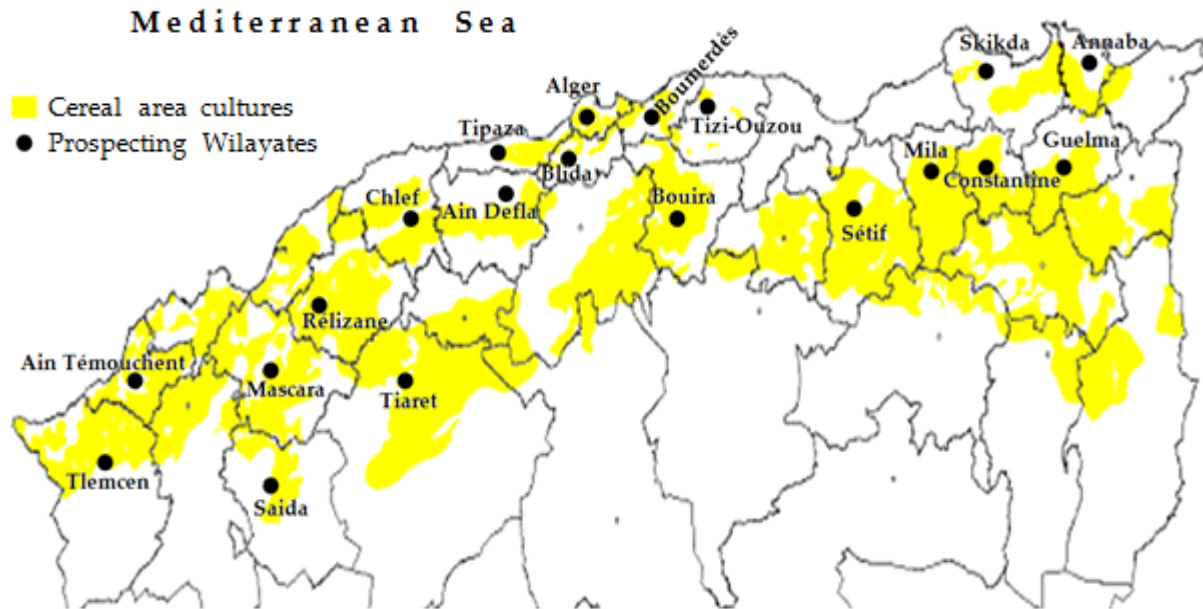 Mediterranean Sea
Cereal area cultures
Prospecting Wilayates
Skikda
Annaba
Alger
Boumerdès
Tizi-Ouzou
Tipaza
Blida
Guelma
Mila
Constantine
Chlef
Ain Defla
Bouira
Sétif
Rélizane
Ain Témouchent
Mascara
Tiaret
Tlemcen
Saida